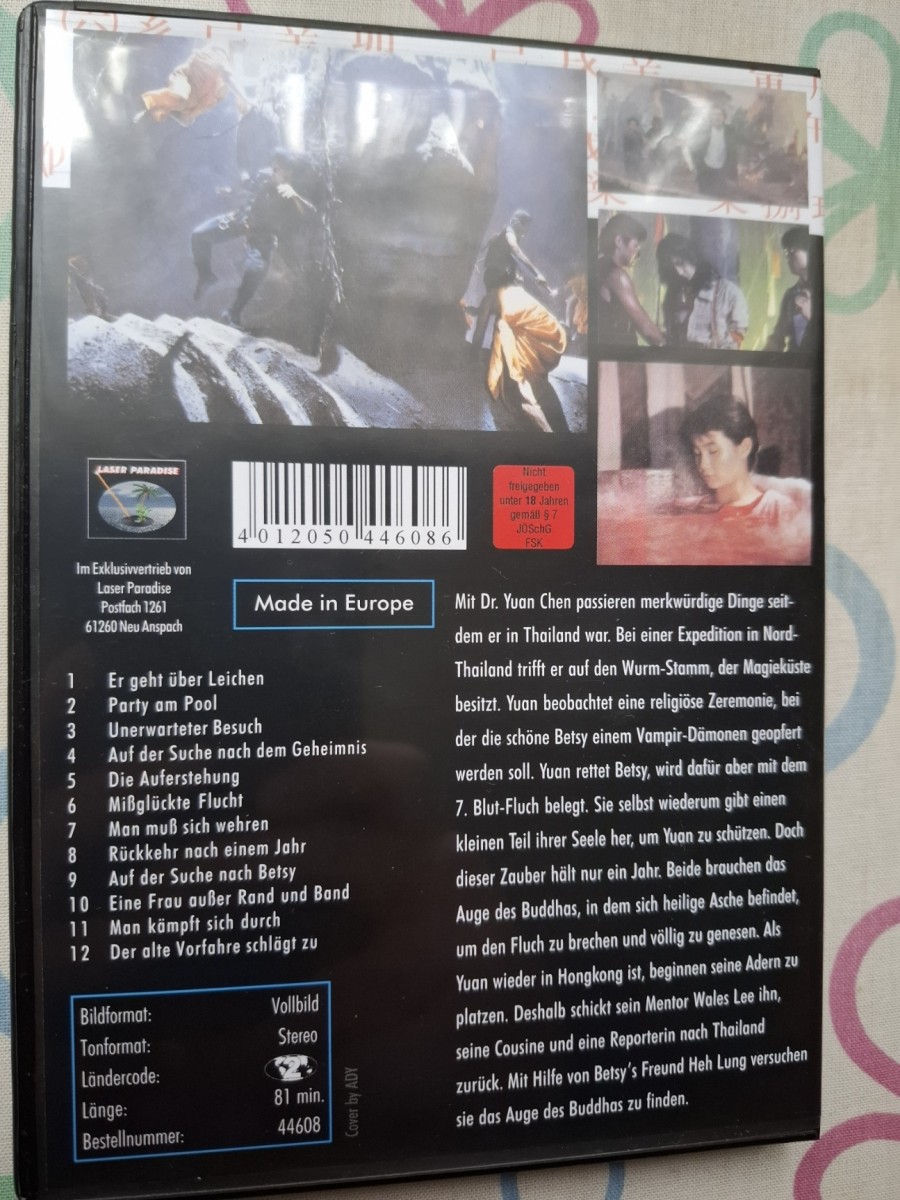 LASER PARADISE
4 012050 446086
Nicht
freigegeben
unter 18 Jahren
gemäß § 7
JÖSchG
FSK
Im Exklusivvertrieb von
Laser Paradise
Postfach 1261
61260 Neu Anspach
Made in Europe
1 Er geht über Leichen
2 Party am Pool
3 Unerwarteter Besuch
4 Auf der Suche nach dem Geheimnis
5 Die Auferstehung
6 Mißglückte Flucht
7 Man muß sich wehren
8 Rückkehr nach einem Jahr
9 Auf der Suche nach Betsy
10 Eine Frau außer Rand und Band
11 Man kämpft sich durch
12 Der alte Vorfahre schlägt zu
Bildformat: Vollbild
Tonformat: Stereo
Ländercode: 2
Länge: 81 min.
Bestellnummer: 44608
Cover by ADY
Mit Dr. Yuan Chen passieren merkwürdige Dinge seit-
dem er in Thailand war. Bei einer Expedition in Nord-
Thailand trifft er auf den Wurm-Stamm, der Magieküste
besitzt. Yuan beobachtet eine religiöse Zeremonie, bei
der die schöne Betsy einem Vampir-Dämonen geopfert
werden soll. Yuan rettet Betsy, wird dafür aber mit dem
7. Blut-Fluch belegt. Sie selbst wiederum gibt einen
kleinen Teil ihrer Seele her, um Yuan zu schützen. Doch
dieser Zauber hält nur ein Jahr. Beide brauchen das
Auge des Buddhas, in dem sich heilige Asche befindet,
um den Fluch zu brechen und völlig zu genesen. Als
Yuan wieder in Hongkong ist, beginnen seine Adern zu
platzen. Deshalb schickt sein Mentor Wales Lee ihn,
seine Cousine und eine Reporterin nach Thailand
zurück. Mit Hilfe von Betsy's Freund Heh Lung versuchen
sie das Auge des Buddhas zu finden.